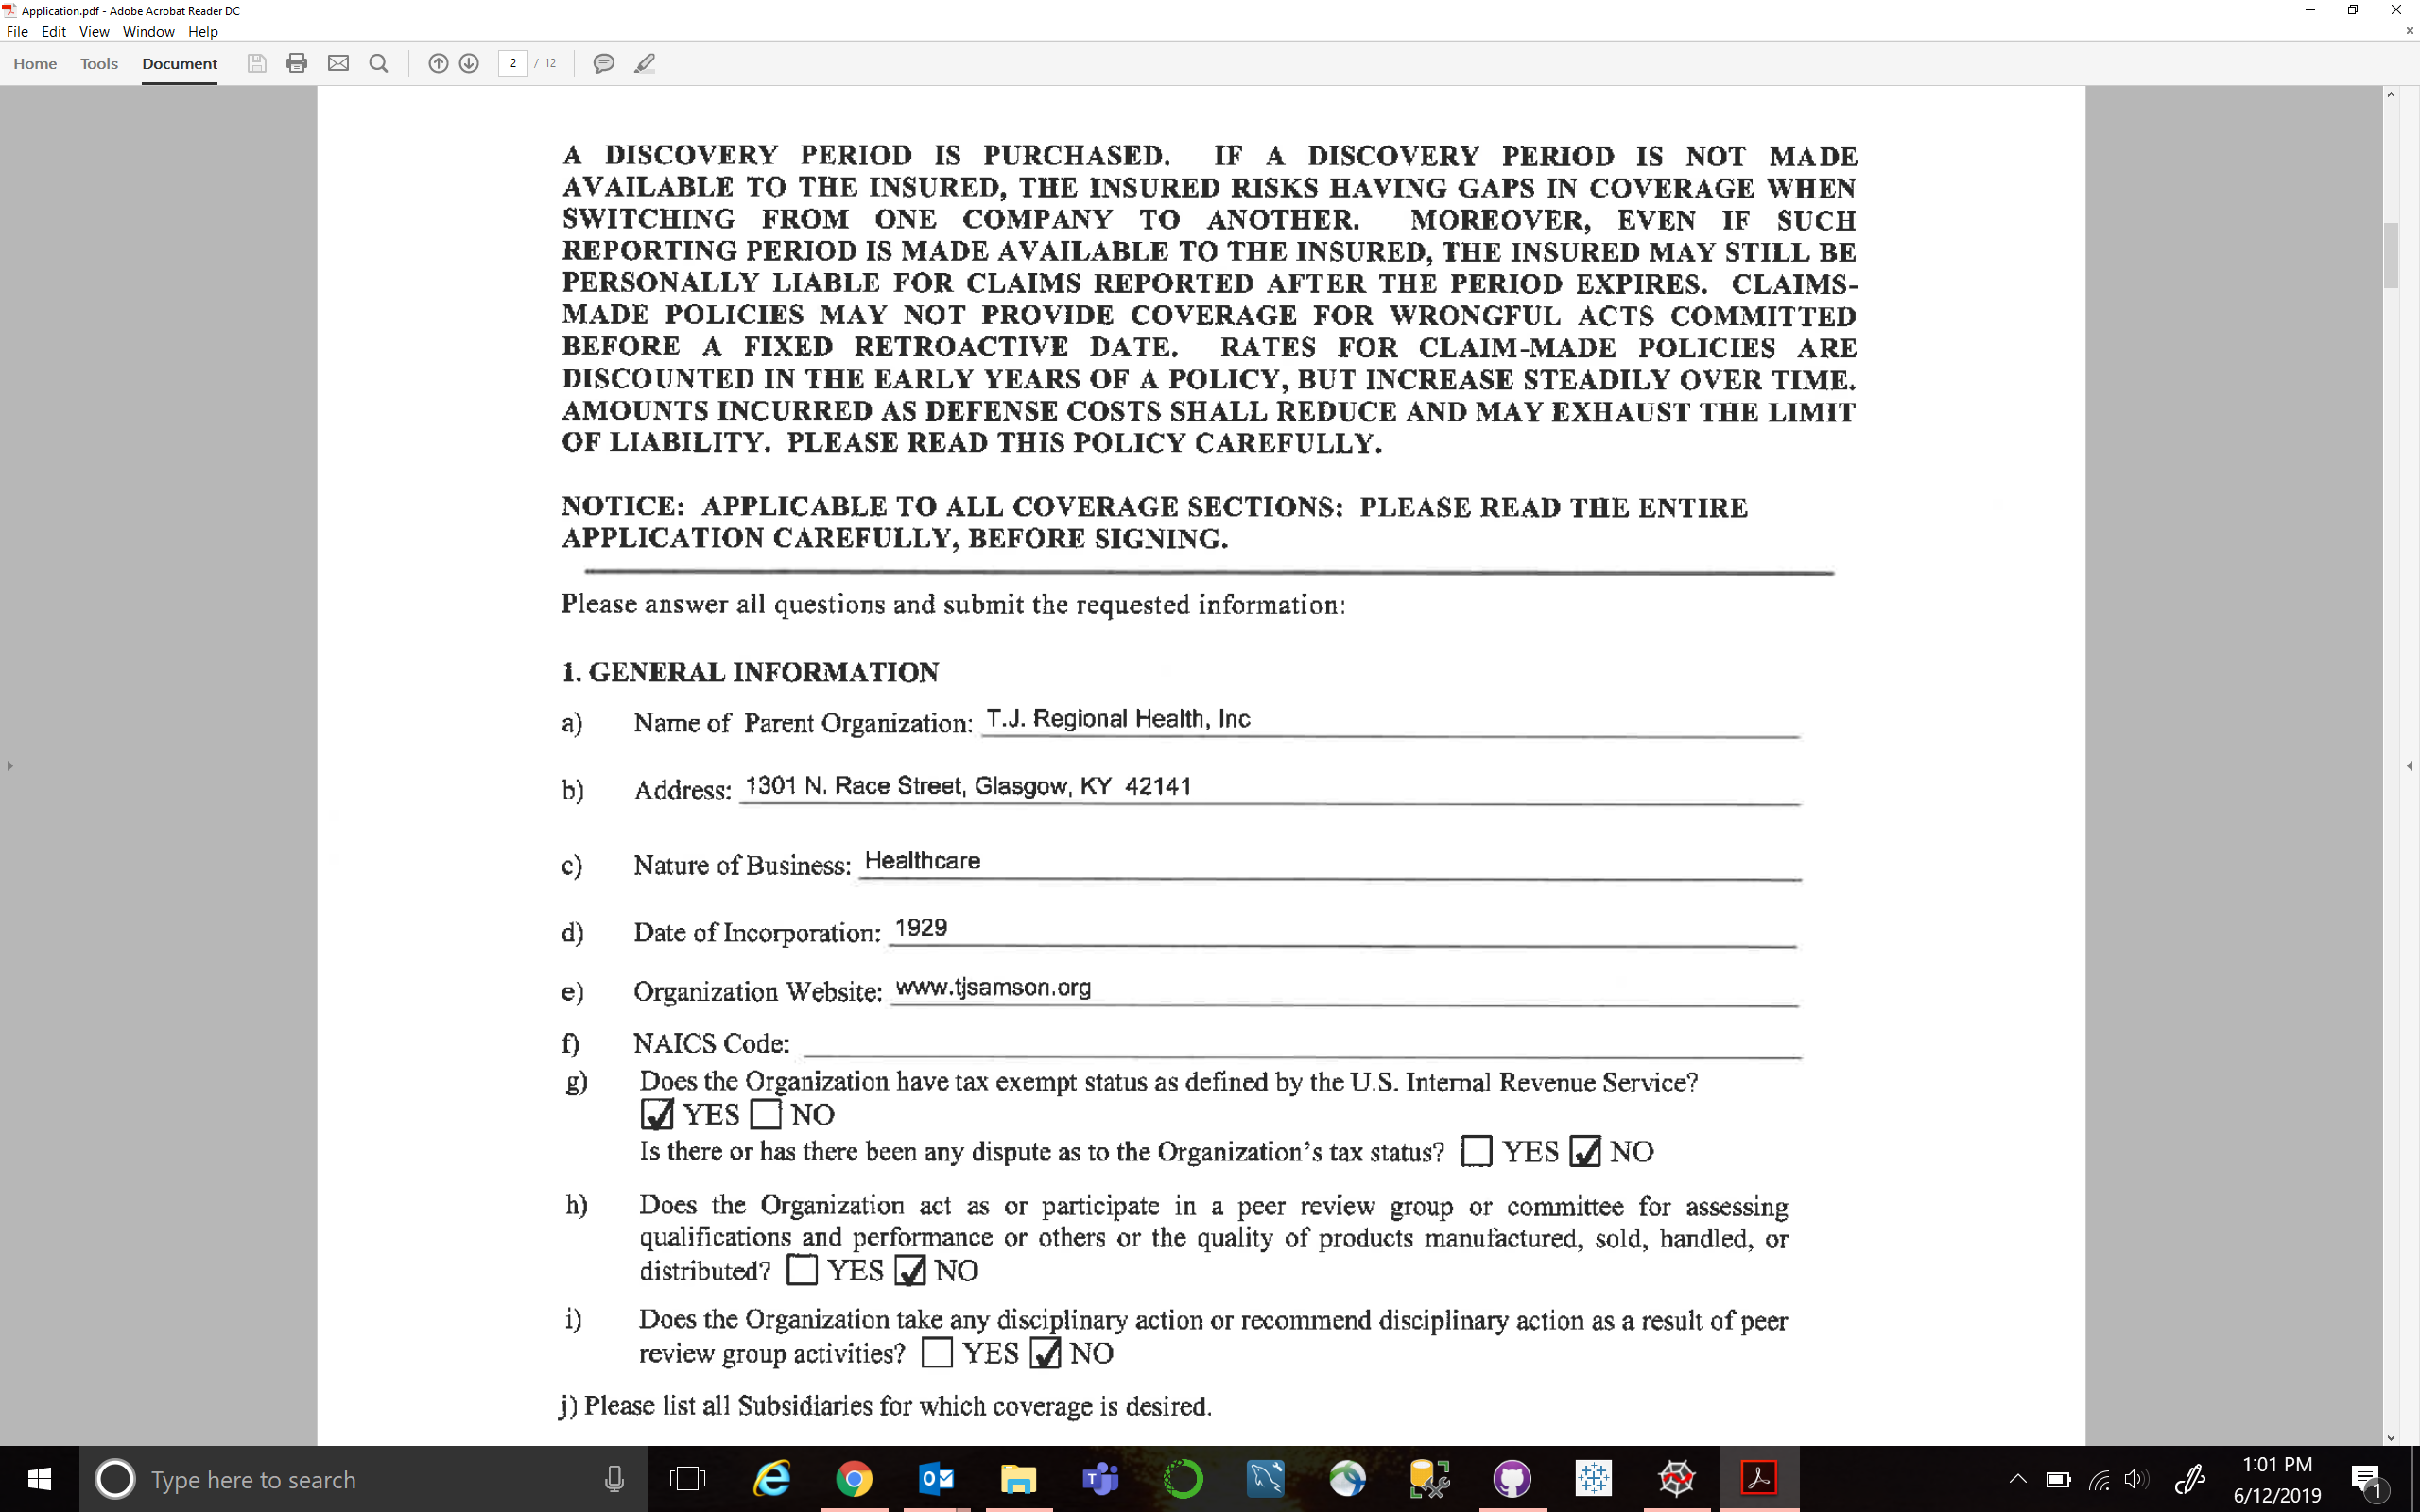 Application.pdf - Adobe Acrobat Reader DC
File Edit View Window Help
Home Tools Document 2 / 12
A DISCOVERY PERIOD IS PURCHASED. IF A DISCOVERY PERIOD IS NOT MADE
AVAILABLE TO THE INSURED, THE INSURED RISKS HAVING GAPS IN COVERAGE WHEN
SWITCHING FROM ONE COMPANY TO ANOTHER. MOREOVER, EVEN IF SUCH
REPORTING PERIOD IS MADE AVAILABLE TO THE INSURED, THE INSURED MAY STILL BE
PERSONALLY LIABLE FOR CLAIMS REPORTED AFTER THE PERIOD EXPIRES. CLAIMS-
MADE POLICIES MAY NOT PROVIDE COVERAGE FOR WRONGFUL ACTS COMMITTED
BEFORE A FIXED RETROACTIVE DATE. RATES FOR CLAIM-MADE POLICIES ARE
DISCOUNTED IN THE EARLY YEARS OF A POLICY, BUT INCREASE STEADILY OVER TIME.
AMOUNTS INCURRED AS DEFENSE COSTS SHALL REDUCE AND MAY EXHAUST THE LIMIT
OF LIABILITY. PLEASE READ THIS POLICY CAREFULLY.
NOTICE: APPLICABLE TO ALL COVERAGE SECTIONS: PLEASE READ THE ENTIRE
APPLICATION CAREFULLY, BEFORE SIGNING.
Please answer all questions and submit the requested information:
1. GENERAL INFORMATION
a) Name of Parent Organization: T.J. Regional Health, Inc
b) Address: 1301 N. Race Street, Glasgow, KY 42141
c) Nature of Business: Healthcare
d) Date of Incorporation: 1929
e) Organization Website: www.tjsamson.org
f) NAICS Code:
g) Does the Organization have tax exempt status as defined by the U.S. Internal Revenue Service?
YES NO
Is there or has there been any dispute as to the Organization's tax status? YES NO
h) Does the Organization act as or participate in a peer review group or committee for assessing
qualifications and performance or others or the quality of products manufactured, sold, handled, or
distributed? YES NO
i) Does the Organization take any disciplinary action or recommend disciplinary action as a result of peer
review group activities? YES NO
j) Please list all Subsidiaries for which coverage is desired.
Type here to search
1:01 PM
6/12/2019
1